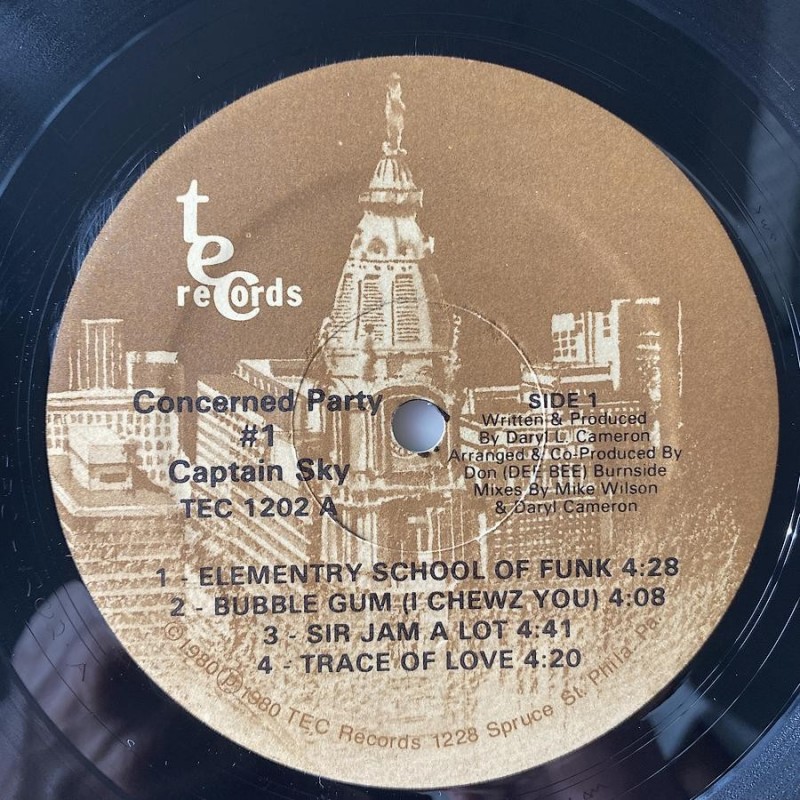 tec
records
Concerned Party
#1
Captain Sky
TEC 1202 A
SIDE 1
Written & Produced
By Daryl L. Cameron
Arranged & Co-Produced By
Don (DEE BEE) Burnside
Mixes By Mike Wilson
& Daryl Cameron
1 - ELEMENTRY SCHOOL OF FUNK 4:28
2 - BUBBLE GUM (I CHEWZ YOU) 4:08
3 - SIR JAM A LOT 4:41
4 - TRACE OF LOVE 4:20
©1980 ℗1980 TEC Records 1228 Spruce St. Phila. Pa.